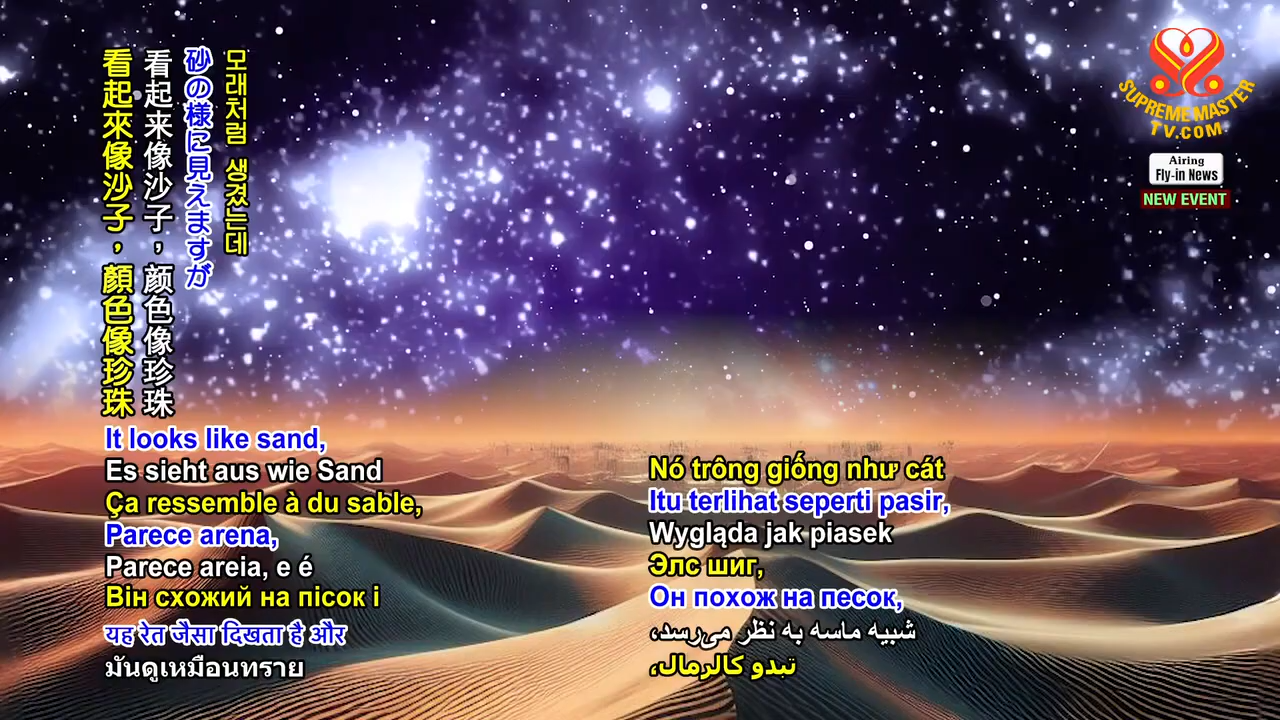 看起來像沙子，顏色像珍珠
看起来像沙子，颜色像珍珠
砂の様に見えますが
모래처럼 생겼는데
SUPREME MASTER
TV.COM
Airing
Fly-in News
NEW EVENT
It looks like sand,
Es sieht aus wie Sand
Ça ressemble à du sable,
Parece arena,
Parece areia, e é
Він схожий на пісок і
यह रेत जैसा दिखता है और
มันดูเหมือนทราย
Nó trông giống như cát
Itu terlihat seperti pasir,
Wygląda jak piasek
Элс шиг,
Он похож на песок,
شبیه ماسه به نظر می‌رسد،
تبدو كالرمال،